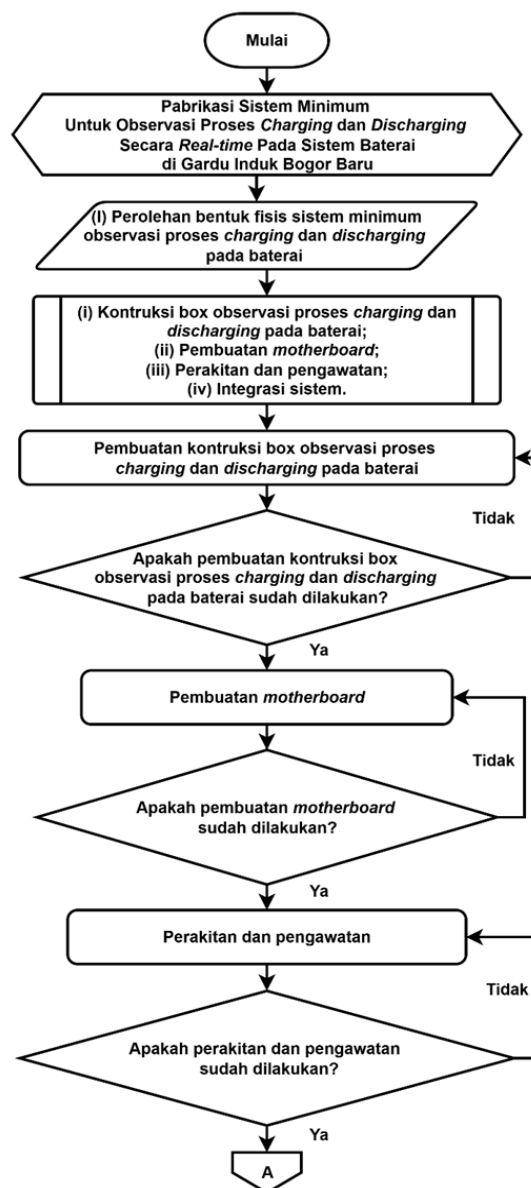 Mulai
Pabrikasi Sistem Minimum
Untuk Observasi Proses Charging dan Discharging
Secara Real-time Pada Sistem Baterai
di Gardu Induk Bogor Baru
(I) Perolehan bentuk fisis sistem minimum
observasi proses charging dan discharging
pada baterai
(i) Kontruksi box observasi proses charging dan
discharging pada baterai;
(ii) Pembuatan motherboard;
(iii) Perakitan dan pengawatan;
(iv) Integrasi sistem.
Pembuatan kontruksi box observasi proses
charging dan discharging pada baterai
Tidak
Apakah pembuatan kontruksi box
observasi proses charging dan discharging
pada baterai sudah dilakukan?
Ya
Pembuatan motherboard
Tidak
Apakah pembuatan motherboard
sudah dilakukan?
Ya
Perakitan dan pengawatan
Tidak
Apakah perakitan dan pengawatan
sudah dilakukan?
Ya
A